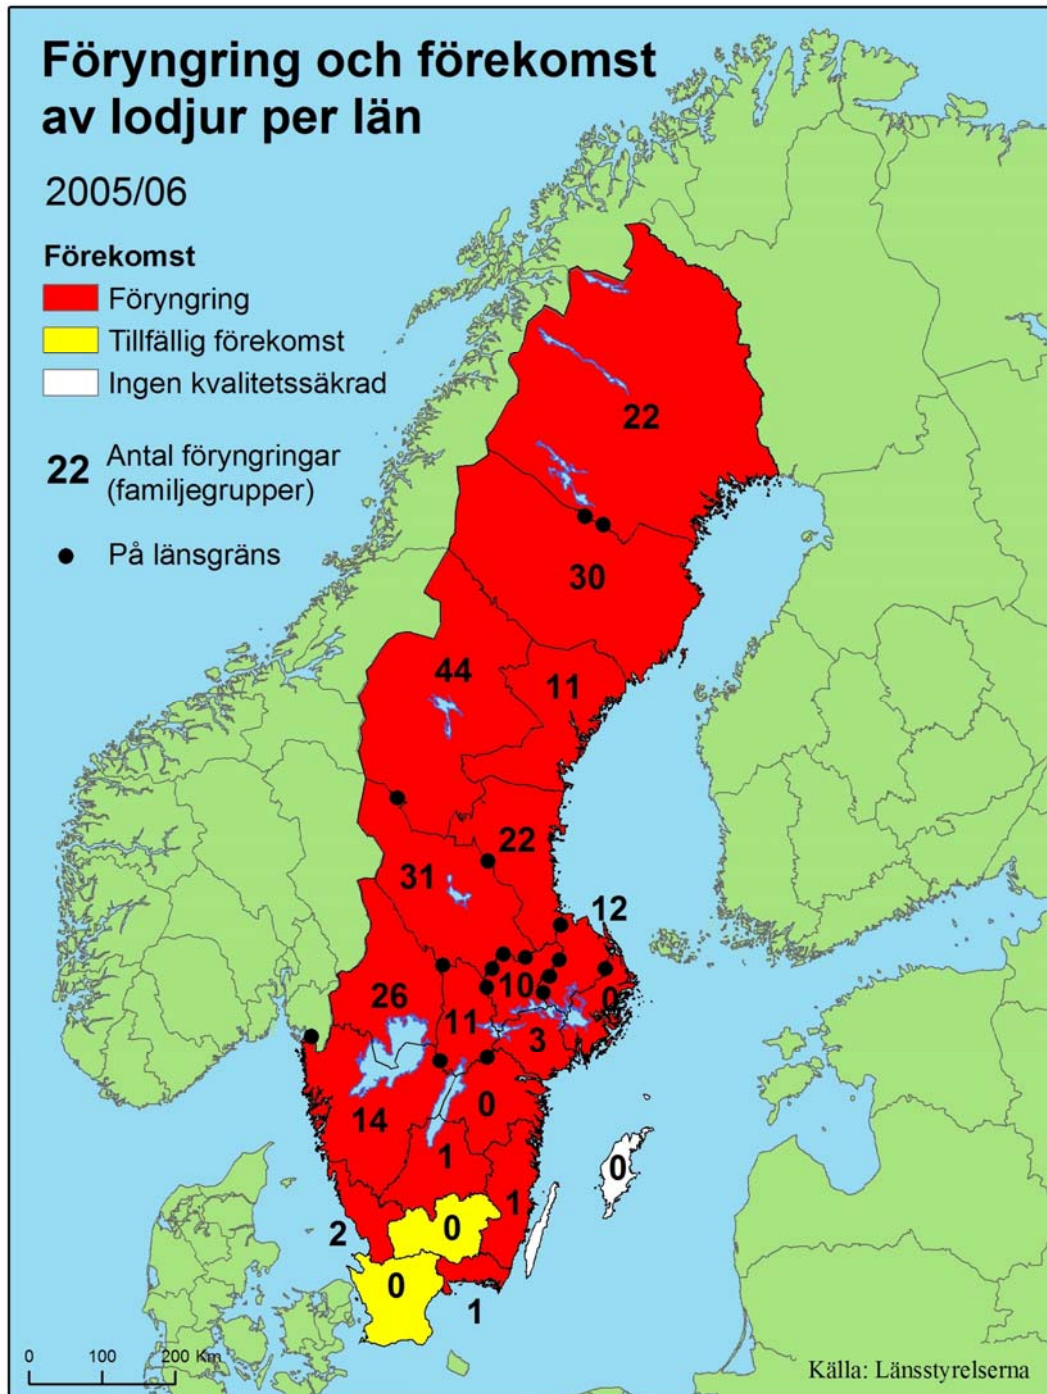 Föryngring och förekomst
av lodjur per län
2005/06
Förekomst
Föryngring
Tillfällig förekomst
Ingen kvalitetssäkrad
22 Antal föryngringar
(familjegrupper)
På länsgräns
22
30
44
11
22
31
12
10
26
0
11
3
0
14
1
0
1
2
0
0
1
0 100 200 Km
Källa: Länsstyrelserna